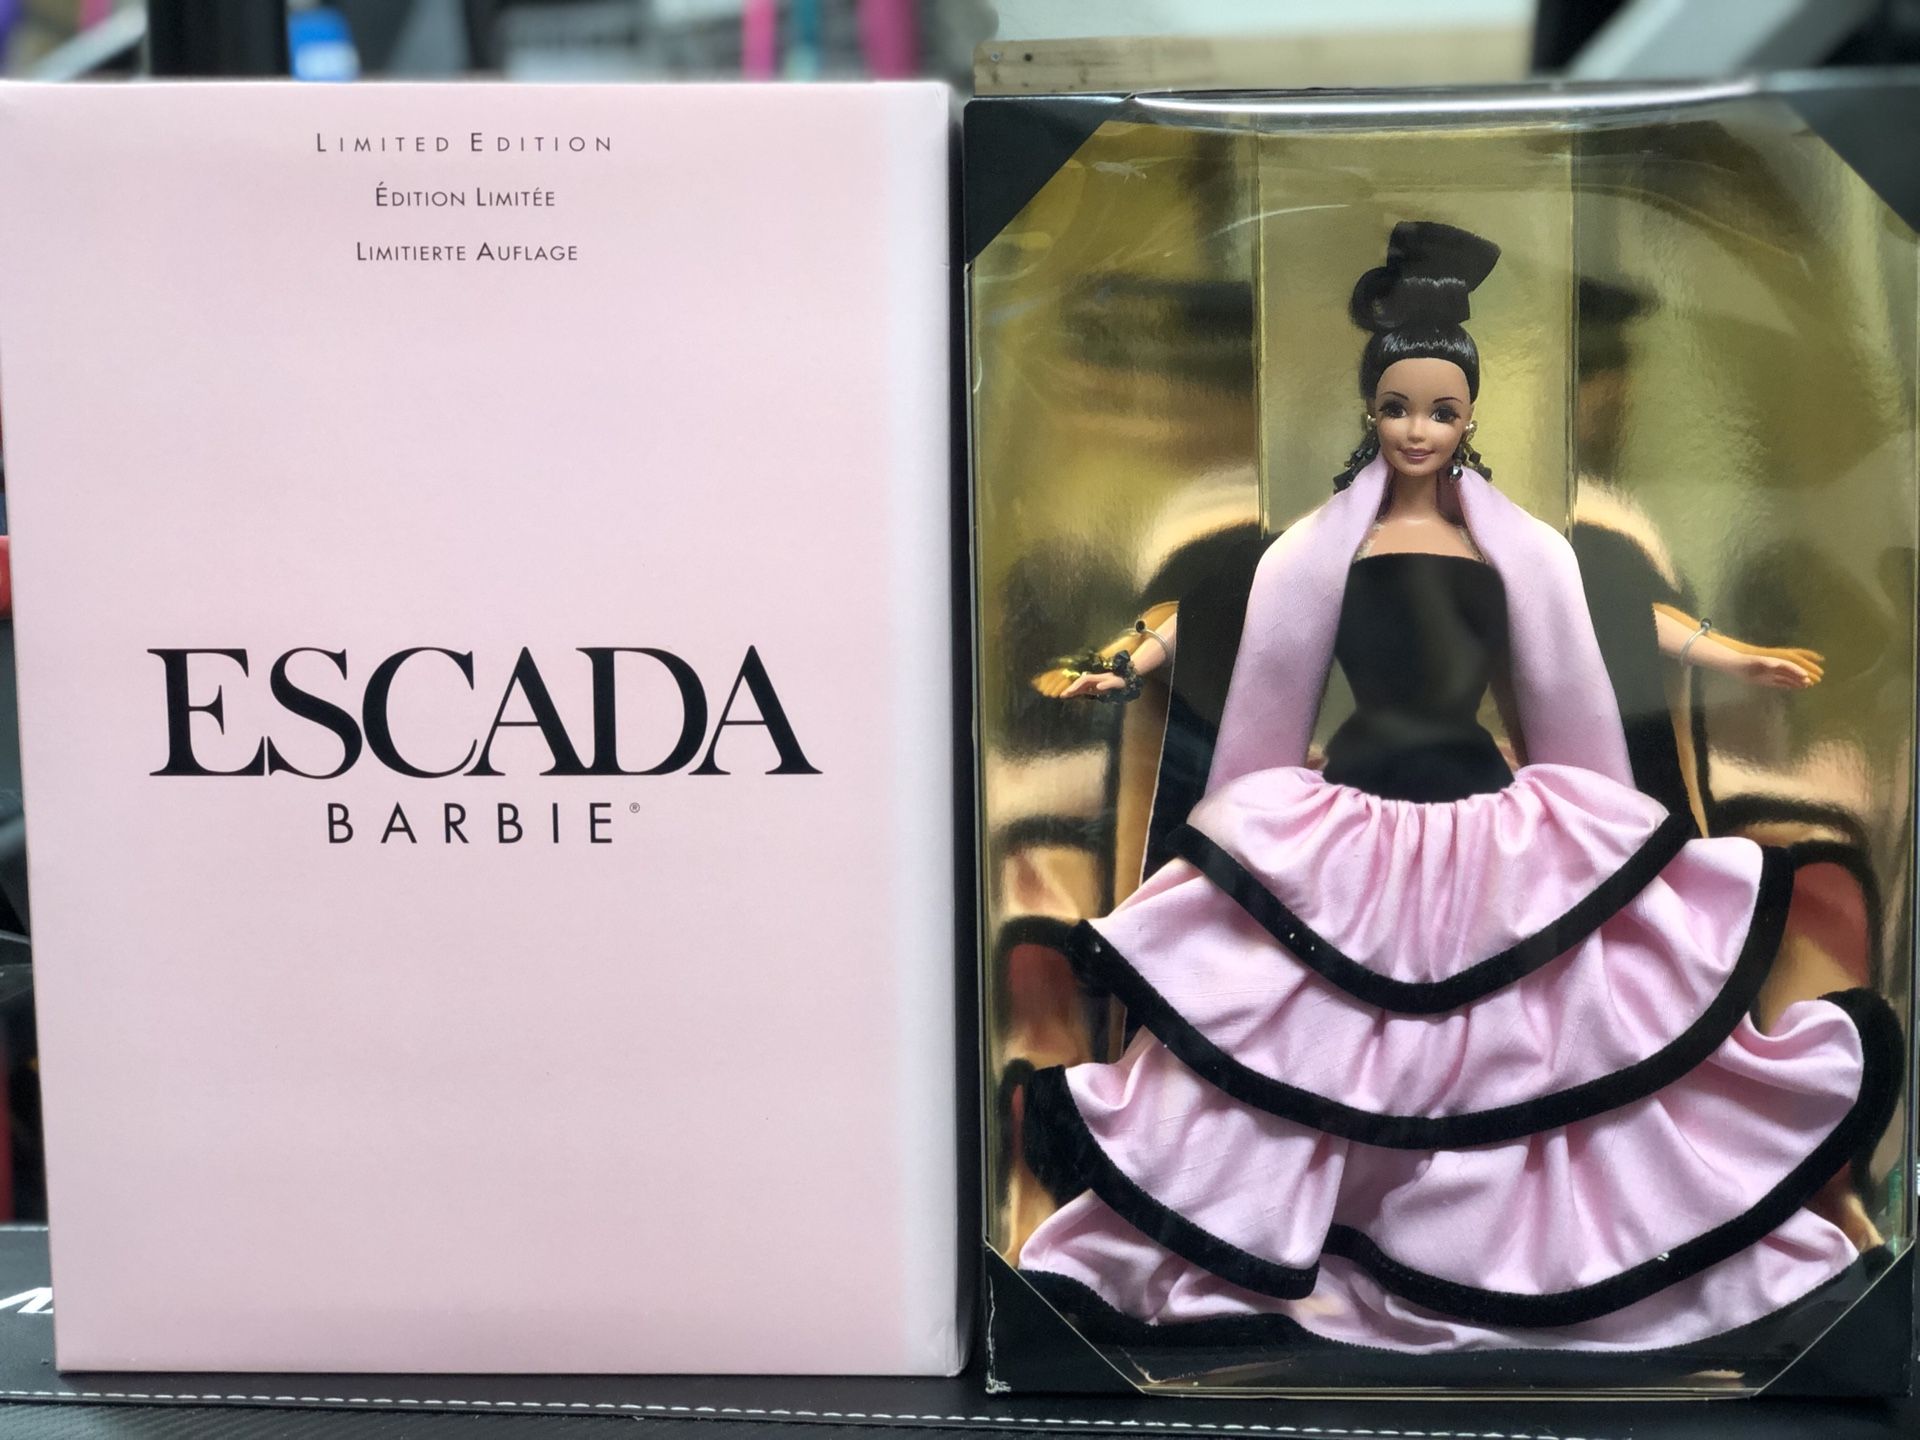 LIMITED EDITION
ÉDITION LIMITÉE
LIMITIERTE AUFLAGE
ESCADA
BARBIE®